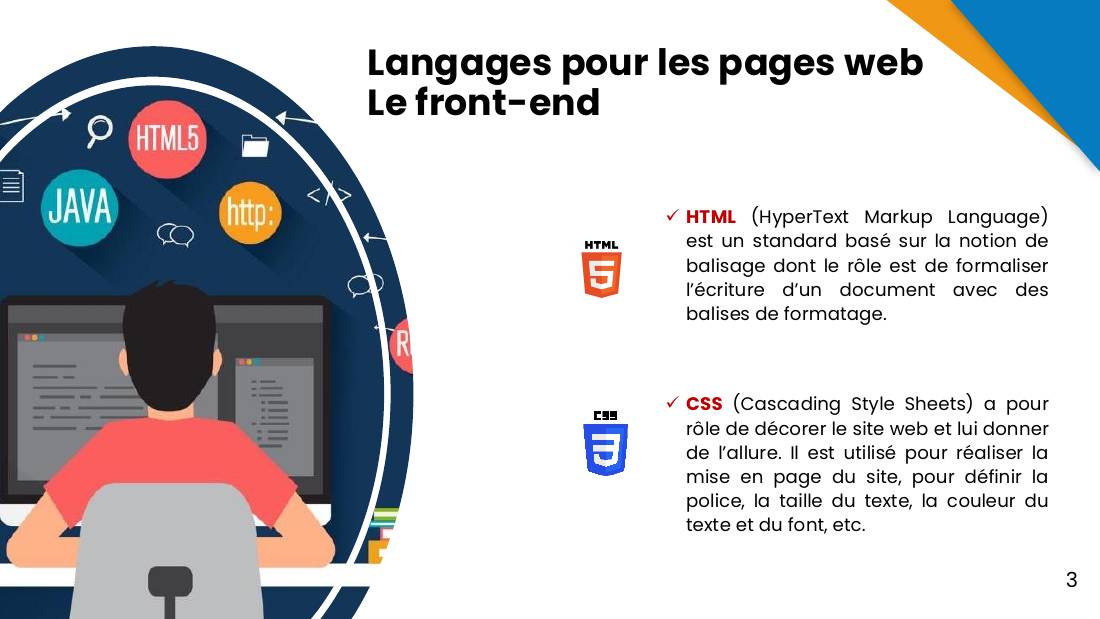 Langages pour les pages web
Le front-end
HTML5
JAVA
http:
</>
HTML
5
✓ HTML (HyperText Markup Language)
est un standard basé sur la notion de
balisage dont le rôle est de formaliser
l’écriture d’un document avec des
balises de formatage.
CSS
3
✓ CSS (Cascading Style Sheets) a pour
rôle de décorer le site web et lui donner
de l’allure. Il est utilisé pour réaliser la
mise en page du site, pour définir la
police, la taille du texte, la couleur du
texte et du font, etc.
3